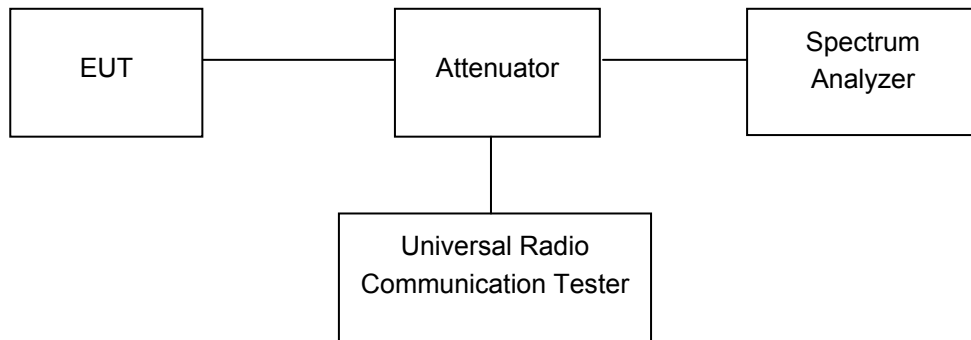 EUT
Attenuator
Spectrum
Analyzer
Universal Radio
Communication Tester